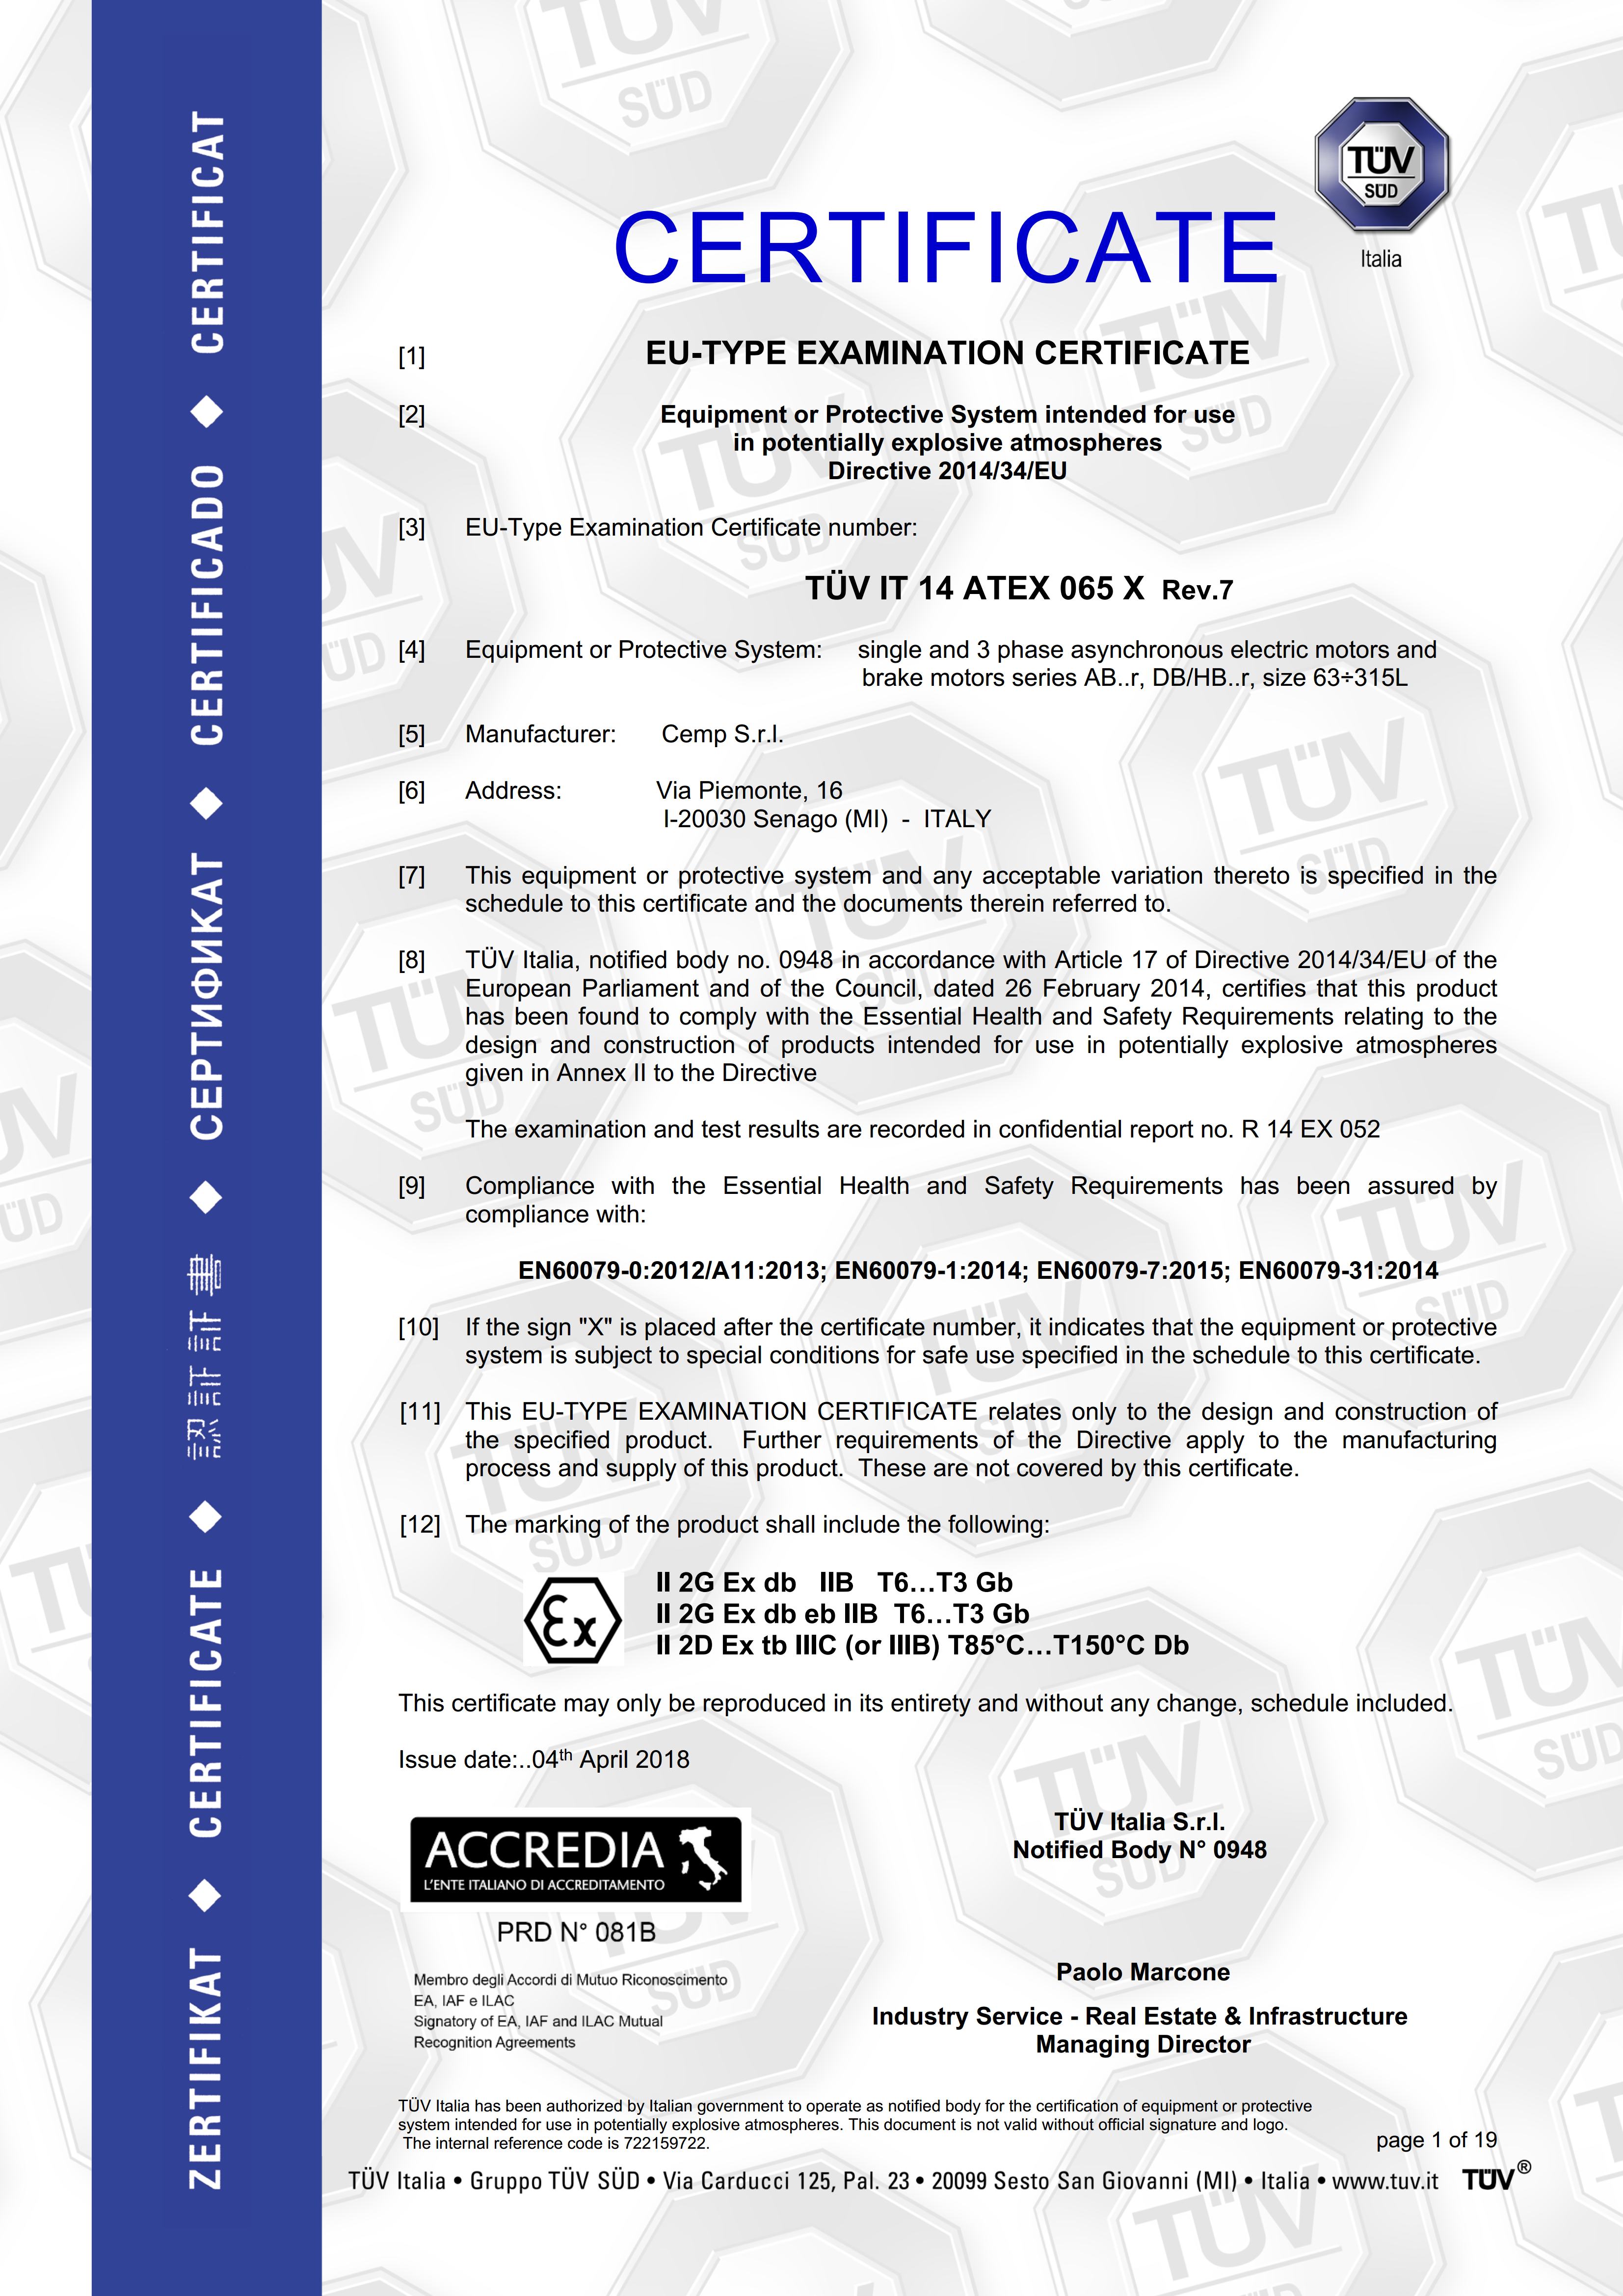 ZERTIFIKAT ◆ CERTIFICATE ◆ 認 証 証 書 ◆ СЕРТИФИКАТ ◆ CERTIFICADO ◆ CERTIFICAT
TÜV
SÜD
Italia
CERTIFICATE
[1] EU-TYPE EXAMINATION CERTIFICATE
[2] Equipment or Protective System intended for use
in potentially explosive atmospheres
Directive 2014/34/EU
[3] EU-Type Examination Certificate number:
TÜV IT 14 ATEX 065 X Rev.7
[4] Equipment or Protective System: single and 3 phase asynchronous electric motors and
brake motors series AB..r, DB/HB..r, size 63÷315L
[5] Manufacturer: Cemp S.r.l.
[6] Address: Via Piemonte, 16
I-20030 Senago (MI) - ITALY
[7] This equipment or protective system and any acceptable variation thereto is specified in the
schedule to this certificate and the documents therein referred to.
[8] TÜV Italia, notified body no. 0948 in accordance with Article 17 of Directive 2014/34/EU of the
European Parliament and of the Council, dated 26 February 2014, certifies that this product
has been found to comply with the Essential Health and Safety Requirements relating to the
design and construction of products intended for use in potentially explosive atmospheres
given in Annex II to the Directive
The examination and test results are recorded in confidential report no. R 14 EX 052
[9] Compliance with the Essential Health and Safety Requirements has been assured by
compliance with:
EN60079-0:2012/A11:2013; EN60079-1:2014; EN60079-7:2015; EN60079-31:2014
[10] If the sign "X" is placed after the certificate number, it indicates that the equipment or protective
system is subject to special conditions for safe use specified in the schedule to this certificate.
[11] This EU-TYPE EXAMINATION CERTIFICATE relates only to the design and construction of
the specified product. Further requirements of the Directive apply to the manufacturing
process and supply of this product. These are not covered by this certificate.
[12] The marking of the product shall include the following:
Ex
II 2G Ex db IIB T6…T3 Gb
II 2G Ex db eb IIB T6…T3 Gb
II 2D Ex tb IIIC (or IIIB) T85°C…T150°C Db
This certificate may only be reproduced in its entirety and without any change, schedule included.
Issue date:..04th April 2018
ACCREDIA
L'ENTE ITALIANO DI ACCREDITAMENTO
PRD N° 081B
Membro degli Accordi di Mutuo Riconoscimento
EA, IAF e ILAC
Signatory of EA, IAF and ILAC Mutual
Recognition Agreements
TÜV Italia S.r.l.
Notified Body N° 0948
Paolo Marcone
Industry Service - Real Estate & Infrastructure
Managing Director
TÜV Italia has been authorized by Italian government to operate as notified body for the certification of equipment or protective
system intended for use in potentially explosive atmospheres. This document is not valid without official signature and logo.
The internal reference code is 722159722.
page 1 of 19
TÜV Italia • Gruppo TÜV SÜD • Via Carducci 125, Pal. 23 • 20099 Sesto San Giovanni (MI) • Italia • www.tuv.it TÜV®